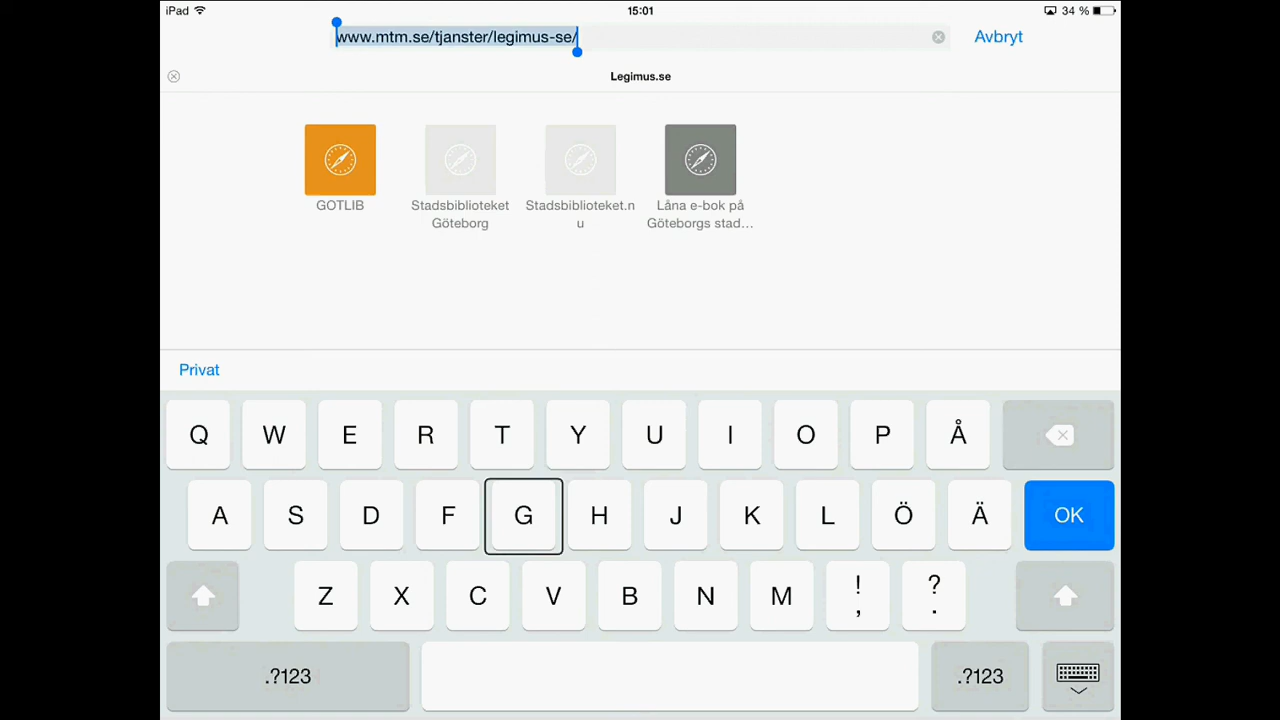 iPad 15:01 34 %
www.mtm.se/tjanster/legimus-se/ Avbryt
Legimus.se
GOTLIB
Stadsbiblioteket
Göteborg
Stadsbiblioteket.n
u
Låna e-bok på
Göteborgs stad…
Privat
Q W E R T Y U I O P Å
A S D F G H J K L Ö Ä OK
Z X C V B N M ! , ? .
.?123 .?123